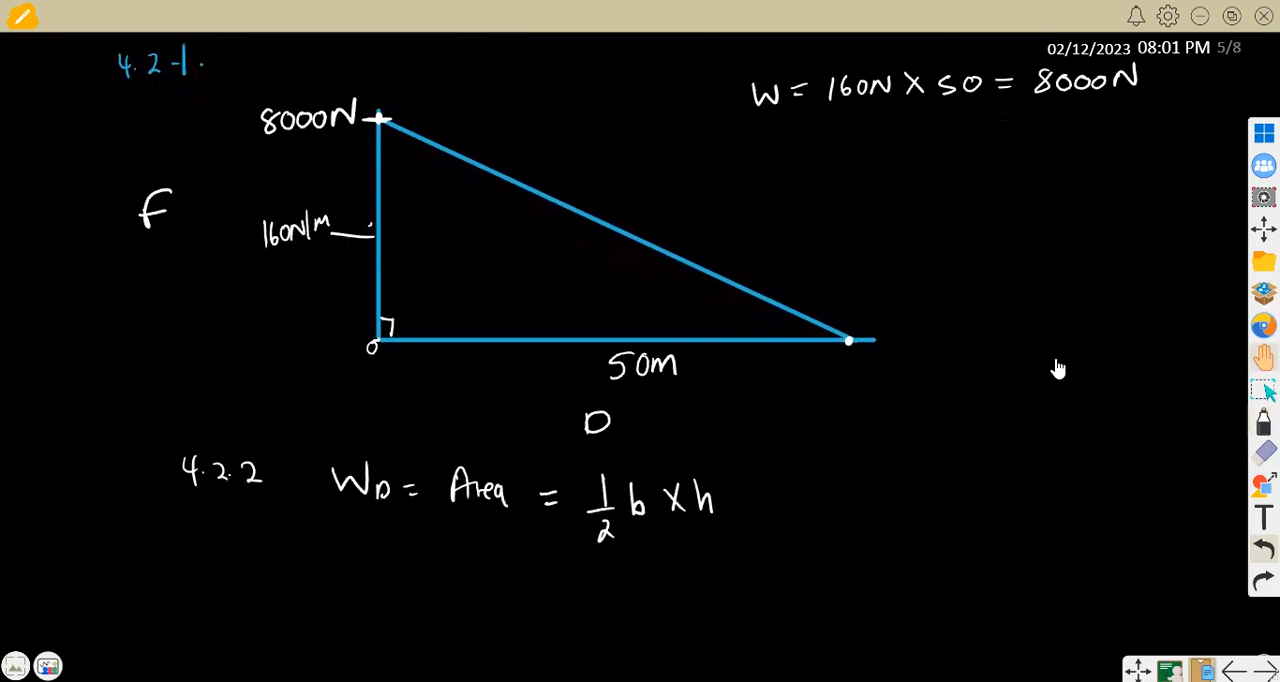 02/12/2023 08:01 PM 5/8
4.2-1.
W = 160N × 50 = 8000N
8000N
F
160N/M
0
50m
D
4.2.2 WD = Area = 1/2 b × h
T